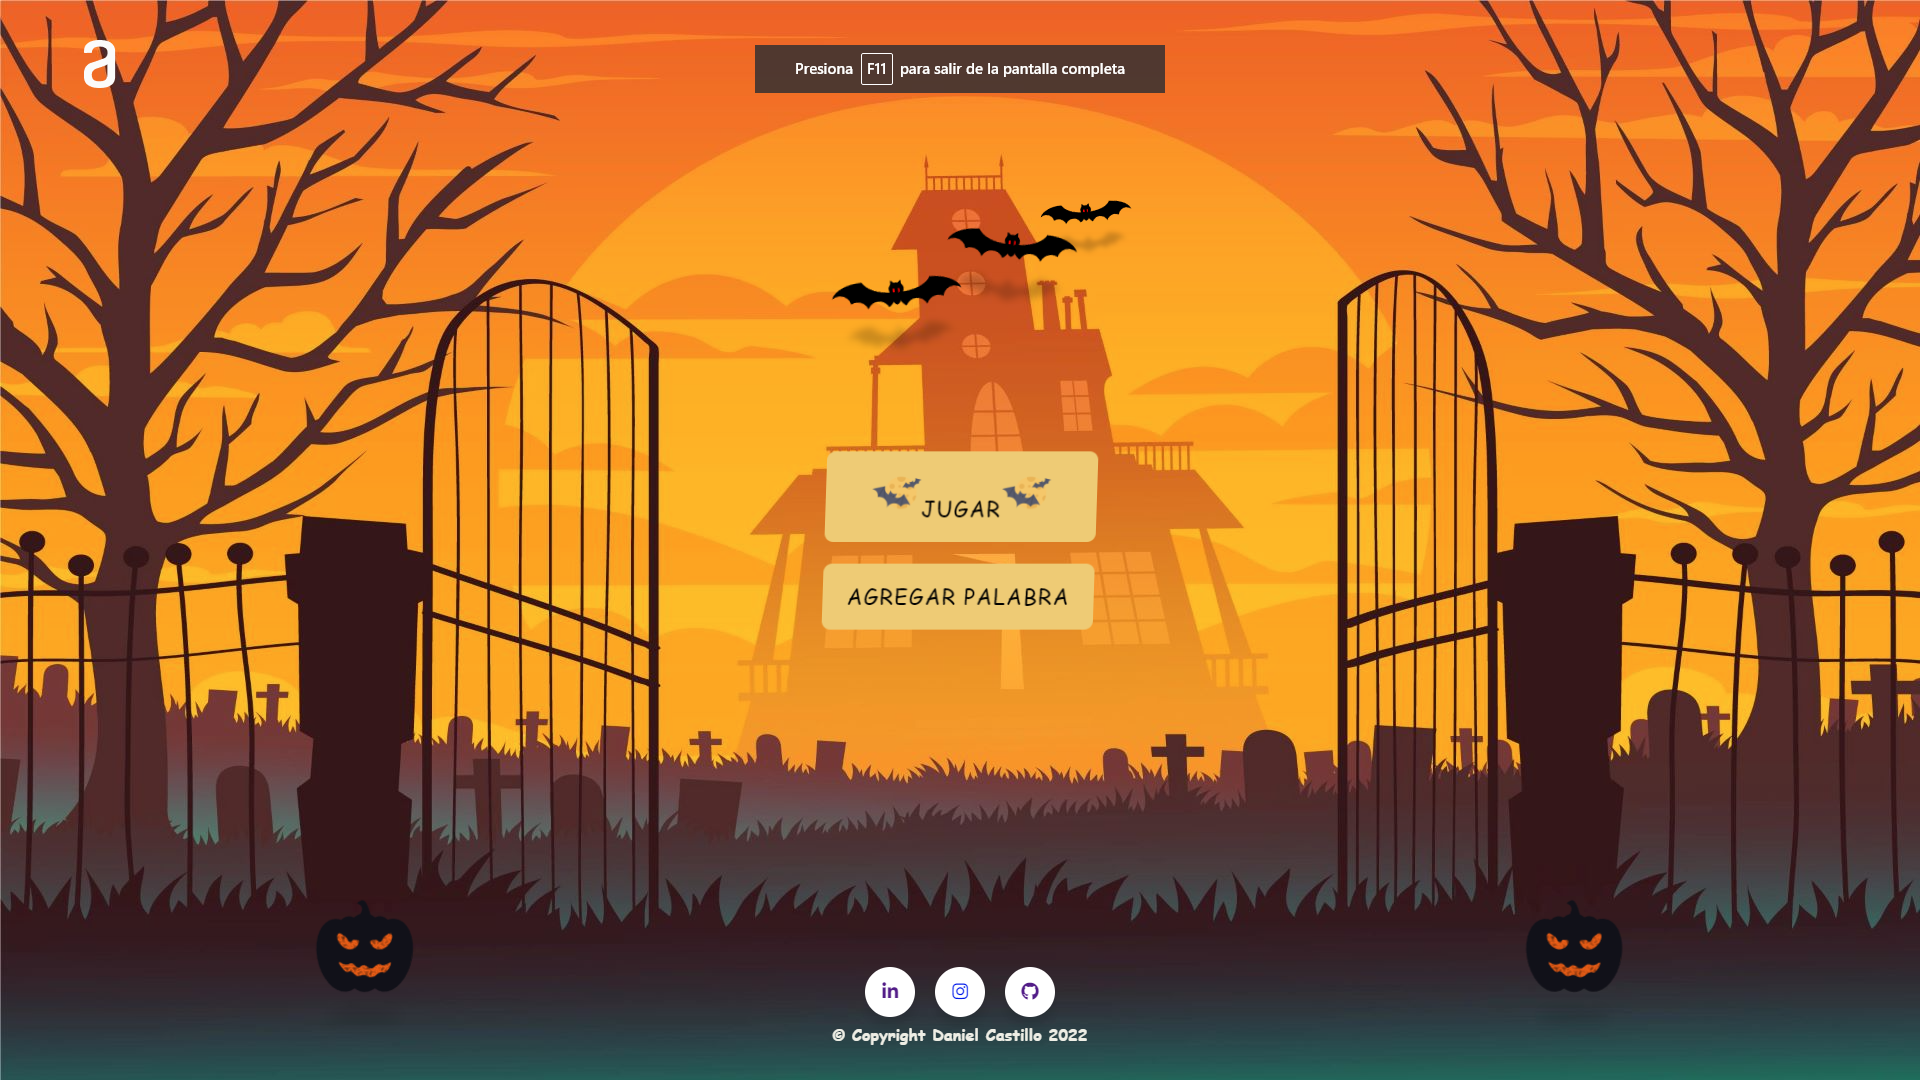 a
Presiona F11 para salir de la pantalla completa
JUGAR
AGREGAR PALABRA
in
© Copyright Daniel Castillo 2022